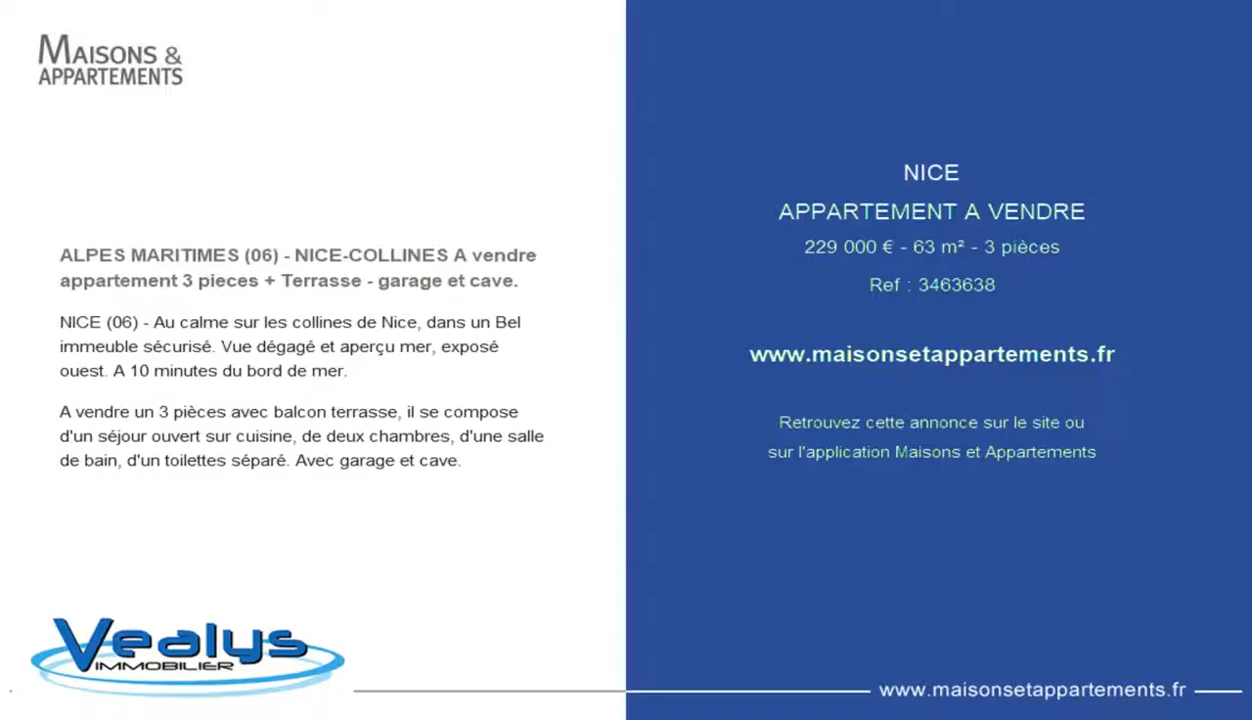 MAISONS &
APPARTEMENTS
ALPES MARITIMES (06) - NICE-COLLINES A vendre
appartement 3 pieces + Terrasse - garage et cave.
NICE (06) - Au calme sur les collines de Nice, dans un Bel
immeuble sécurisé. Vue dégagé et aperçu mer, exposé
ouest. A 10 minutes du bord de mer.
A vendre un 3 pièces avec balcon terrasse, il se compose
d'un séjour ouvert sur cuisine, de deux chambres, d'une salle
de bain, d'un toilettes séparé. Avec garage et cave.
Vealys
IMMOBILIER
NICE
APPARTEMENT A VENDRE
229 000 € - 63 m² - 3 pièces
Ref : 3463638
www.maisonsetappartements.fr
Retrouvez cette annonce sur le site ou
sur l'application Maisons et Appartements
www.maisonsetappartements.fr